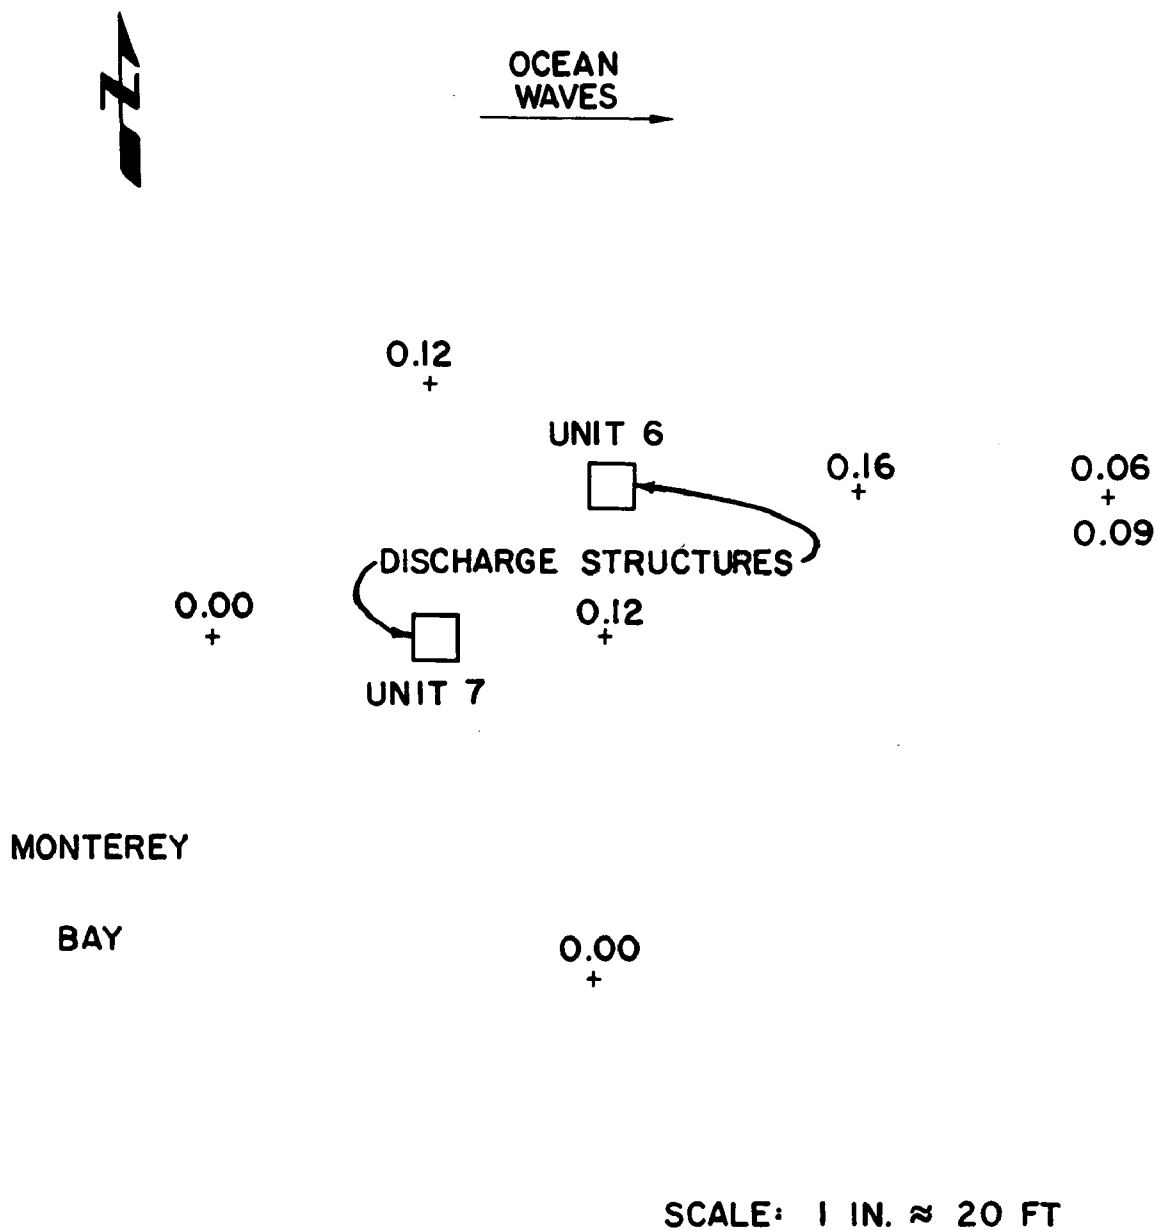 N
OCEAN
WAVES
0.12
UNIT 6
0.16
0.06
0.09
DISCHARGE STRUCTURES
0.00
0.12
UNIT 7
MONTEREY
BAY
0.00
SCALE: 1 IN. ≈ 20 FT